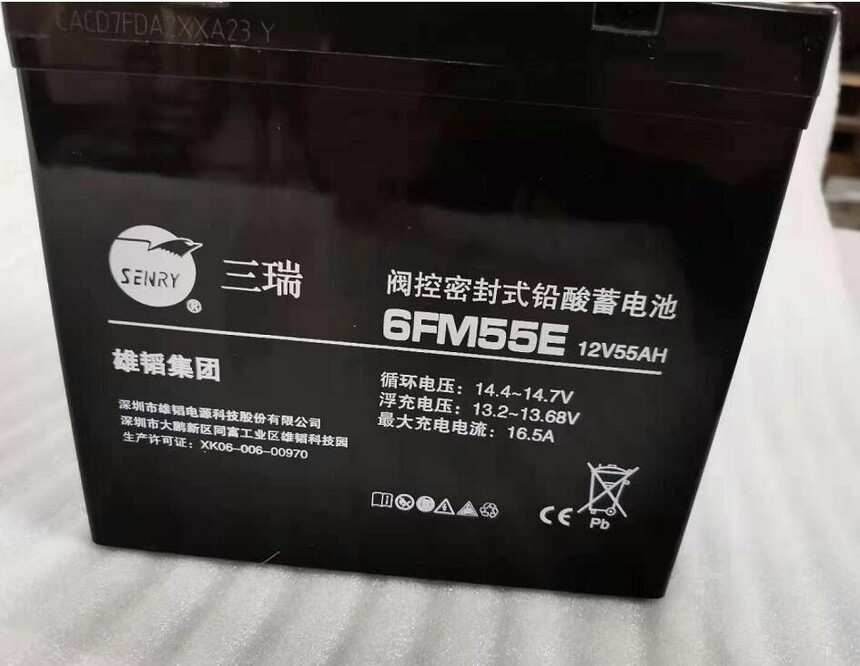 CACD7FDA2XXA23 Y
SENRY
®
三瑞
阀控密封式铅酸蓄电池
6FM55E 12V55AH
雄韬集团
循环电压：14.4~14.7V
浮充电压：13.2~13.68V
最大充电电流：16.5A
深圳市雄韬电源科技股份有限公司
深圳市大鹏新区同富工业区雄韬科技园
生产许可证：XK06-006-00970
CE
Pb